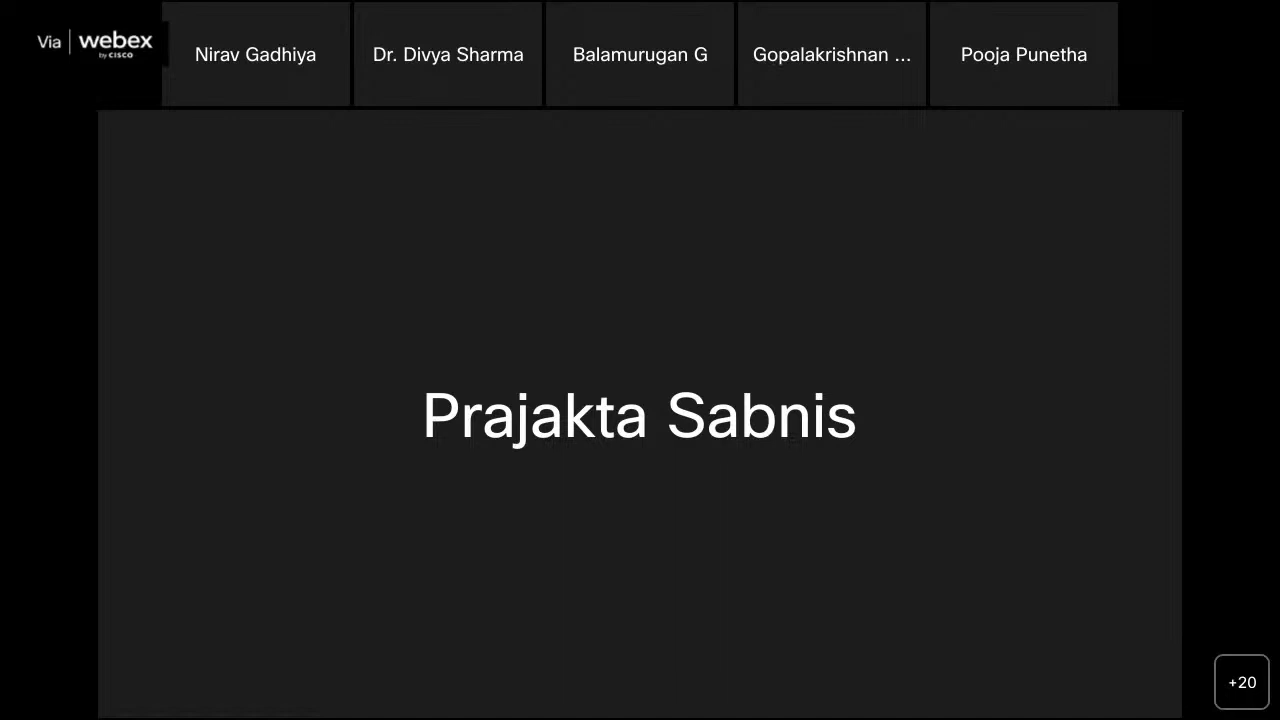 Via webex
by CISCO
Nirav Gadhiya
Dr. Divya Sharma
Balamurugan G
Gopalakrishnan ...
Pooja Punetha
Prajakta Sabnis
+20